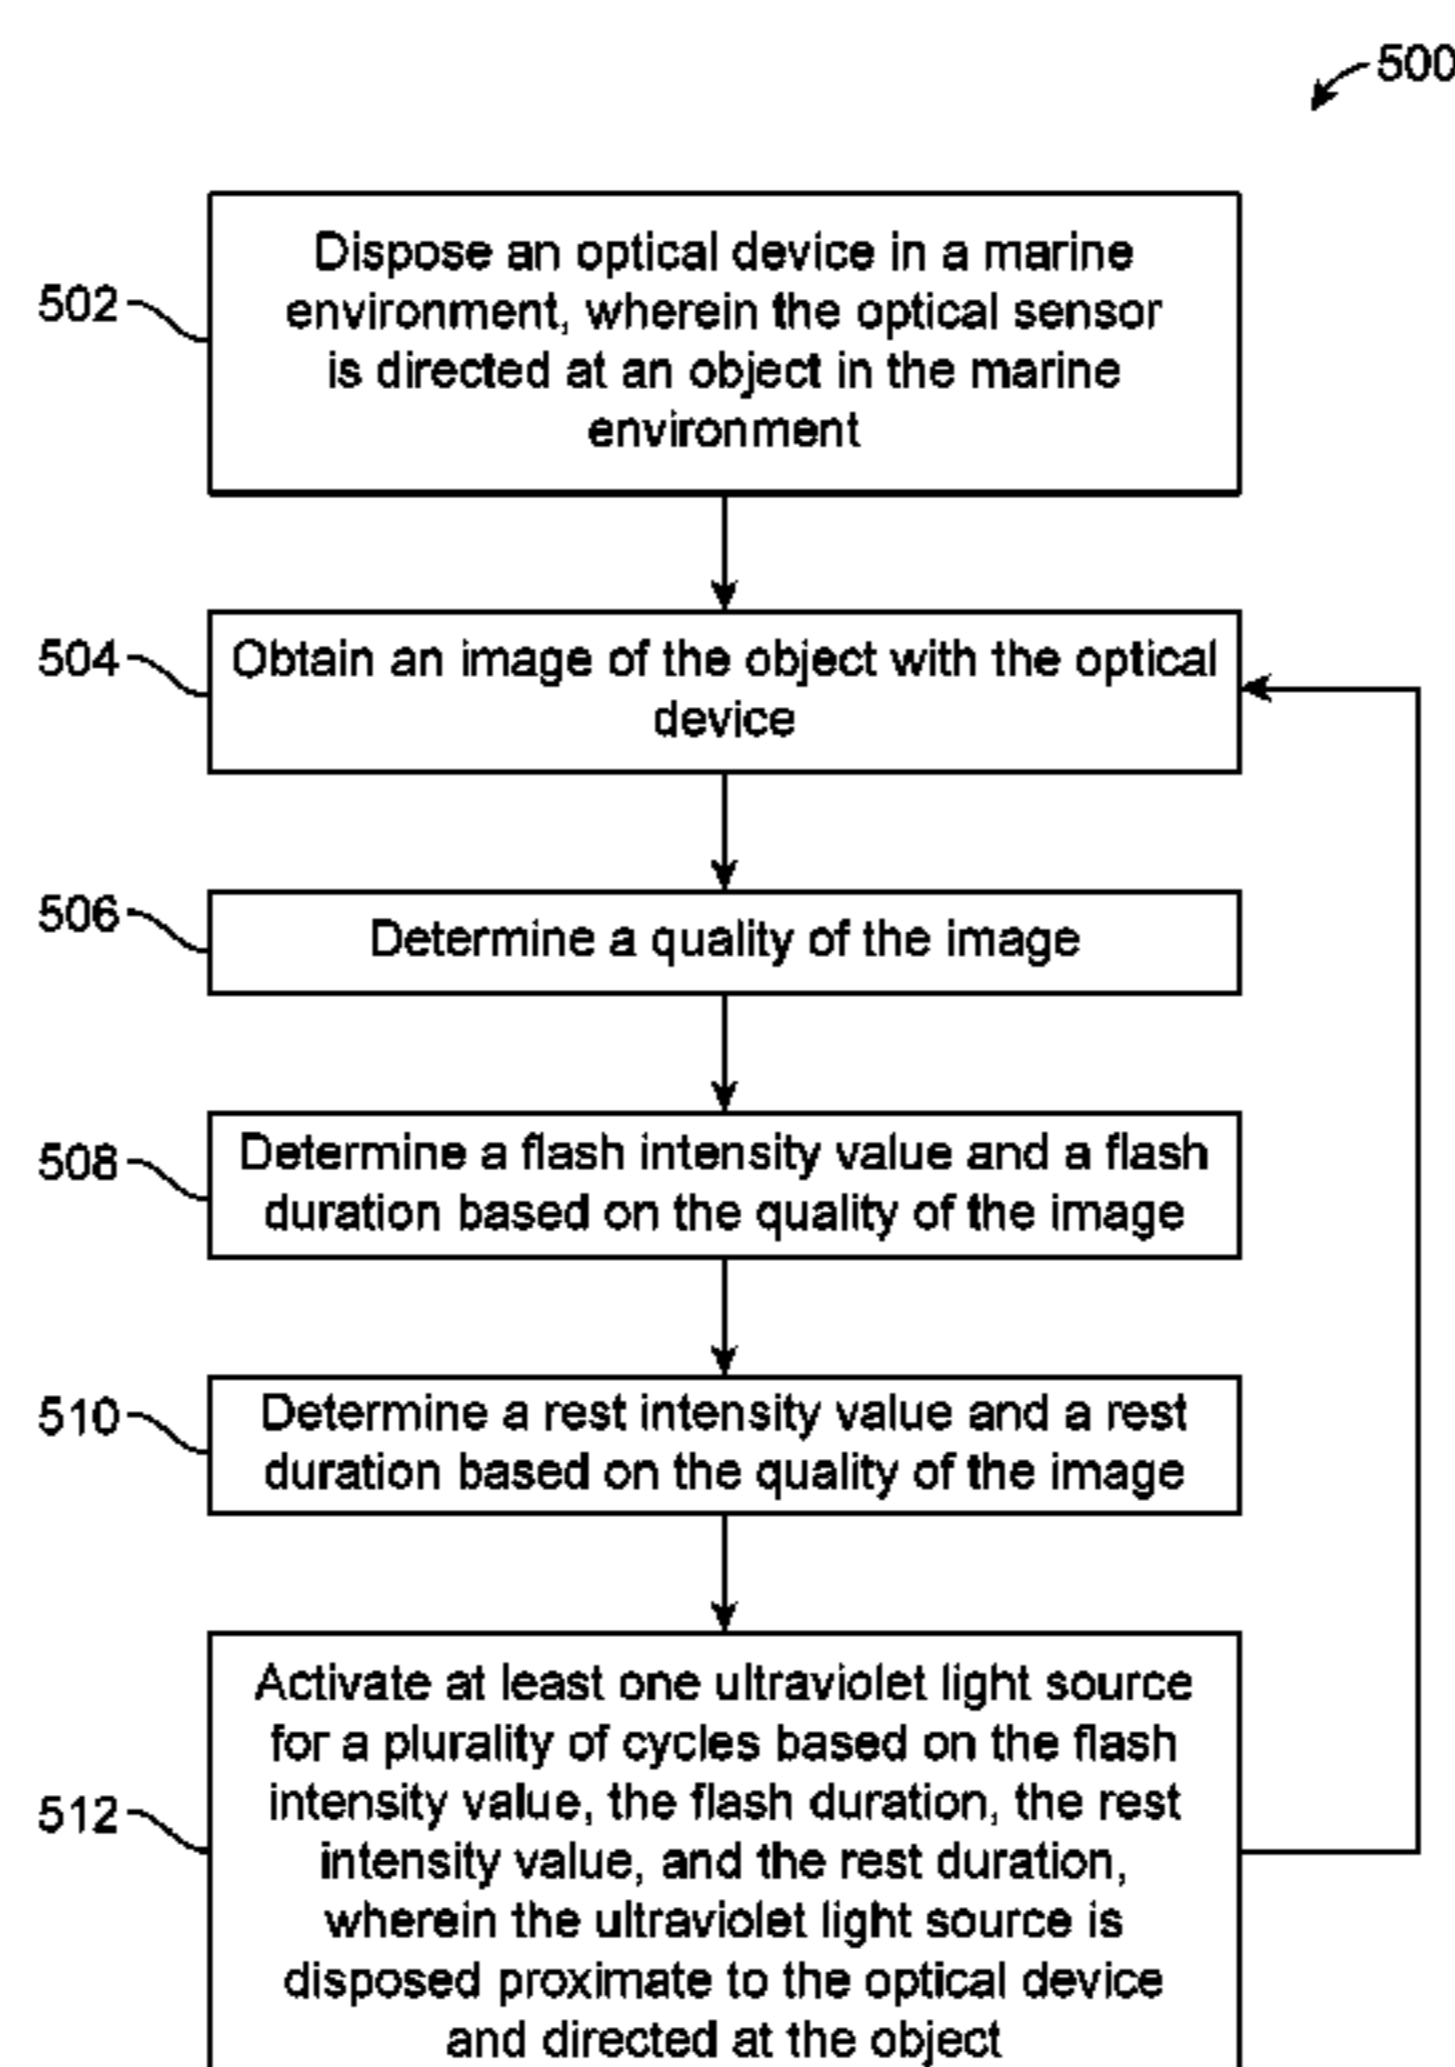 500
502
Dispose an optical device in a marine
environment, wherein the optical sensor
is directed at an object in the marine
environment
504
Obtain an image of the object with the optical
device
506
Determine a quality of the image
508
Determine a flash intensity value and a flash
duration based on the quality of the image
510
Determine a rest intensity value and a rest
duration based on the quality of the image
512
Activate at least one ultraviolet light source
for a plurality of cycles based on the flash
intensity value, the flash duration, the rest
intensity value, and the rest duration,
wherein the ultraviolet light source is
disposed proximate to the optical device
and directed at the object